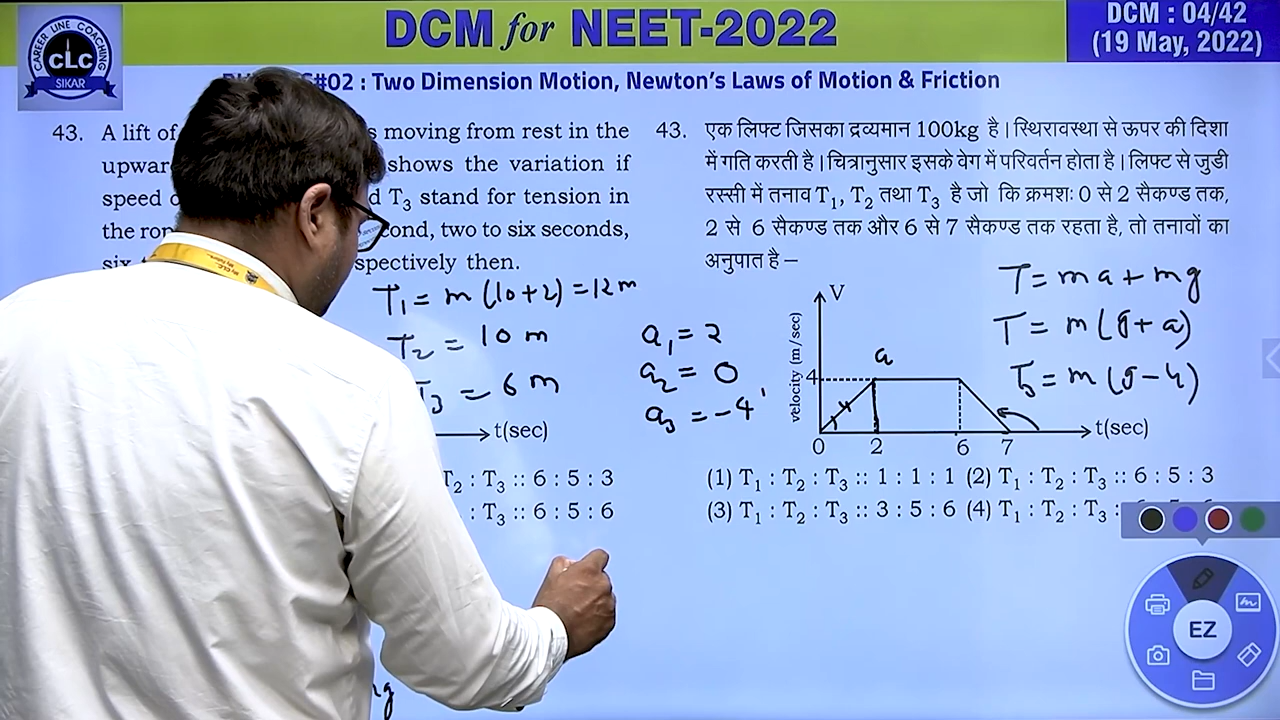 DCM for NEET-2022
DCM : 04/42
(19 May, 2022)
CAREER LINE COACHING
CLC
SIKAR
#02 : Two Dimension Motion, Newton's Laws of Motion & Friction
43. A lift of s moving from rest in the
upwar shows the variation if
speed d T3 stand for tension in
the rop ond, two to six seconds,
six spectively then.
T1 = m (10+2) = 12m
T2 = 10 m
T3 = 6 m
t(sec)
T2 : T3 :: 6 : 5 : 3
: T3 :: 6 : 5 : 6
43. एक लिफ्ट जिसका द्रव्यमान 100kg है। स्थिरावस्था से ऊपर की दिशा
में गति करती है। चित्रानुसार इसके वेग में परिवर्तन होता है। लिफ्ट से जुडी
रस्सी में तनाव T1, T2 तथा T3 है जो कि क्रमशः 0 से 2 सैकण्ड तक,
2 से 6 सैकण्ड तक और 6 से 7 सैकण्ड तक रहता है, तो तनावों का
अनुपात है –
T = ma + mg
T = m (g + a)
T3 = m (g - 4)
a1 = 2
a2 = 0
a3 = -4
V
a
velocity (m/sec)
4
0 2 6 7 t(sec)
(1) T1 : T2 : T3 :: 1 : 1 : 1 (2) T1 : T2 : T3 :: 6 : 5 : 3
(3) T1 : T2 : T3 :: 3 : 5 : 6 (4) T1 : T2 : T3 :
EZ